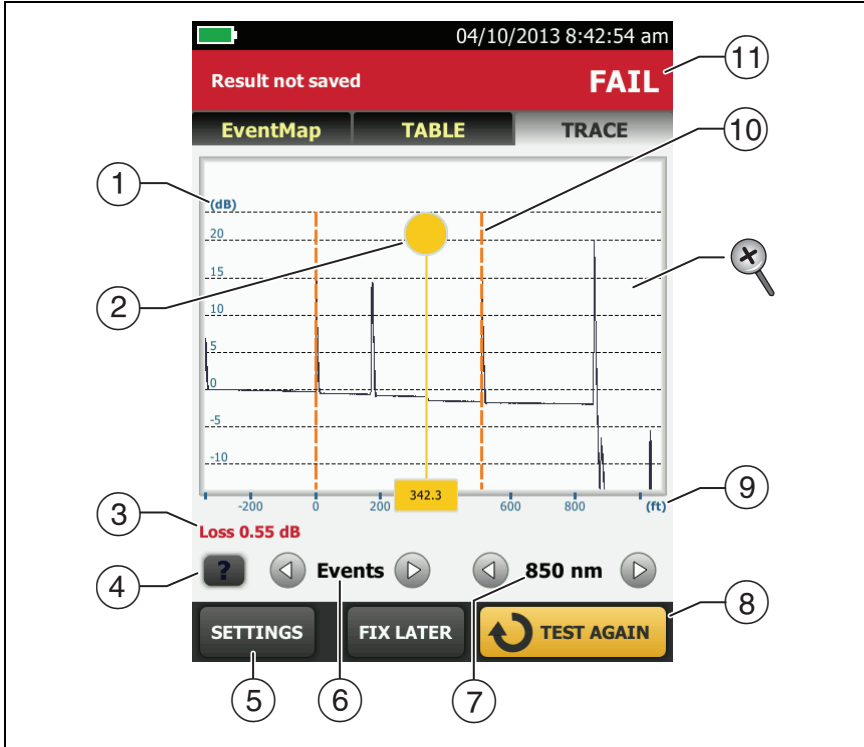 04/10/2013 8:42:54 am
11
Result not saved
FAIL
EventMap
TABLE
TRACE
10
1
(dB)
2
20
15
10
5
0
-5
-10
342.3
-200
0
200
600
800
(ft)
9
3
Loss 0.55 dB
4
?
Events
850 nm
8
SETTINGS
FIX LATER
TEST AGAIN
5
6
7